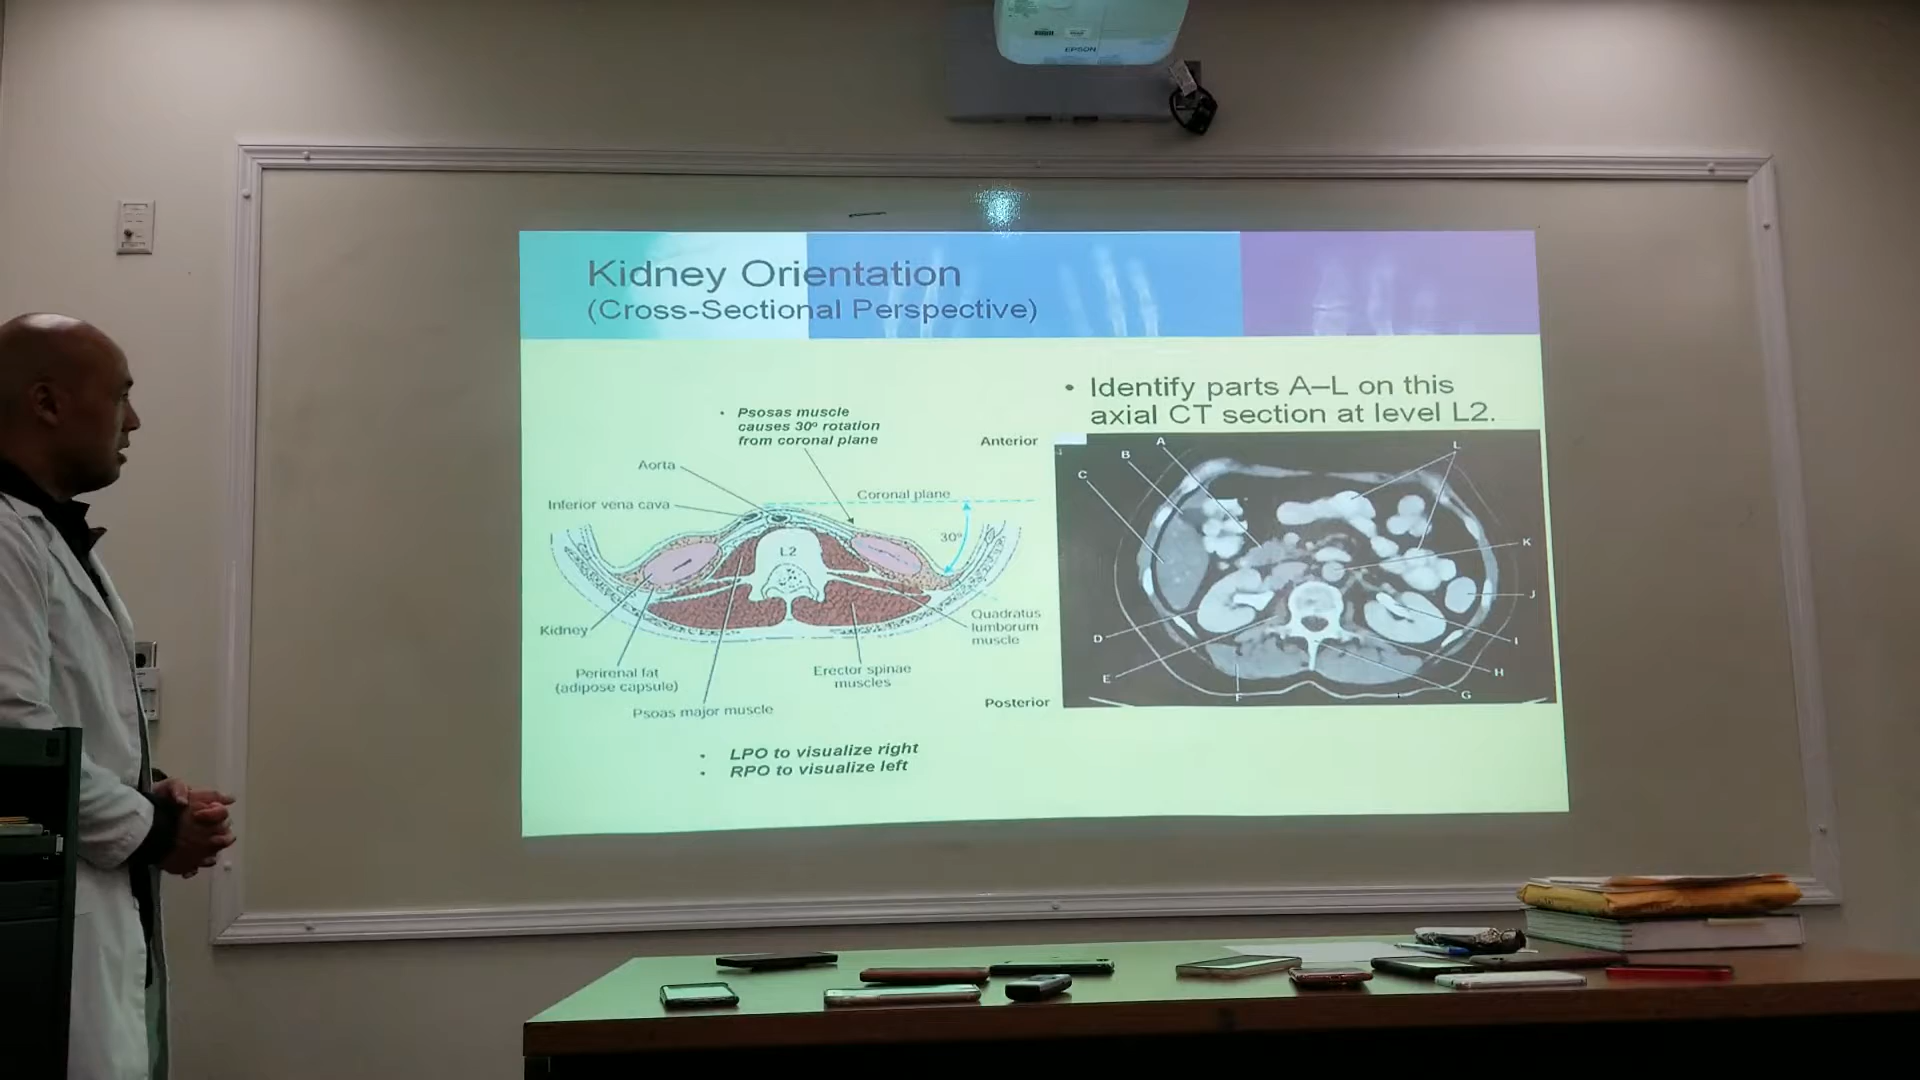 EPSON
Kidney Orientation
(Cross-Sectional Perspective)
• Identify parts A–L on this
axial CT section at level L2.
• Psosas muscle
causes 30º rotation
from coronal plane
Anterior
Aorta
Coronal plane
Inferior vena cava
30º
L2
Kidney
Quadratus
lumborum
muscle
Perirenal fat
(adipose capsule)
Erector spinae
muscles
Psoas major muscle
Posterior
• LPO to visualize right
• RPO to visualize left
A
B
C
L
K
J
D
I
E
H
F
G